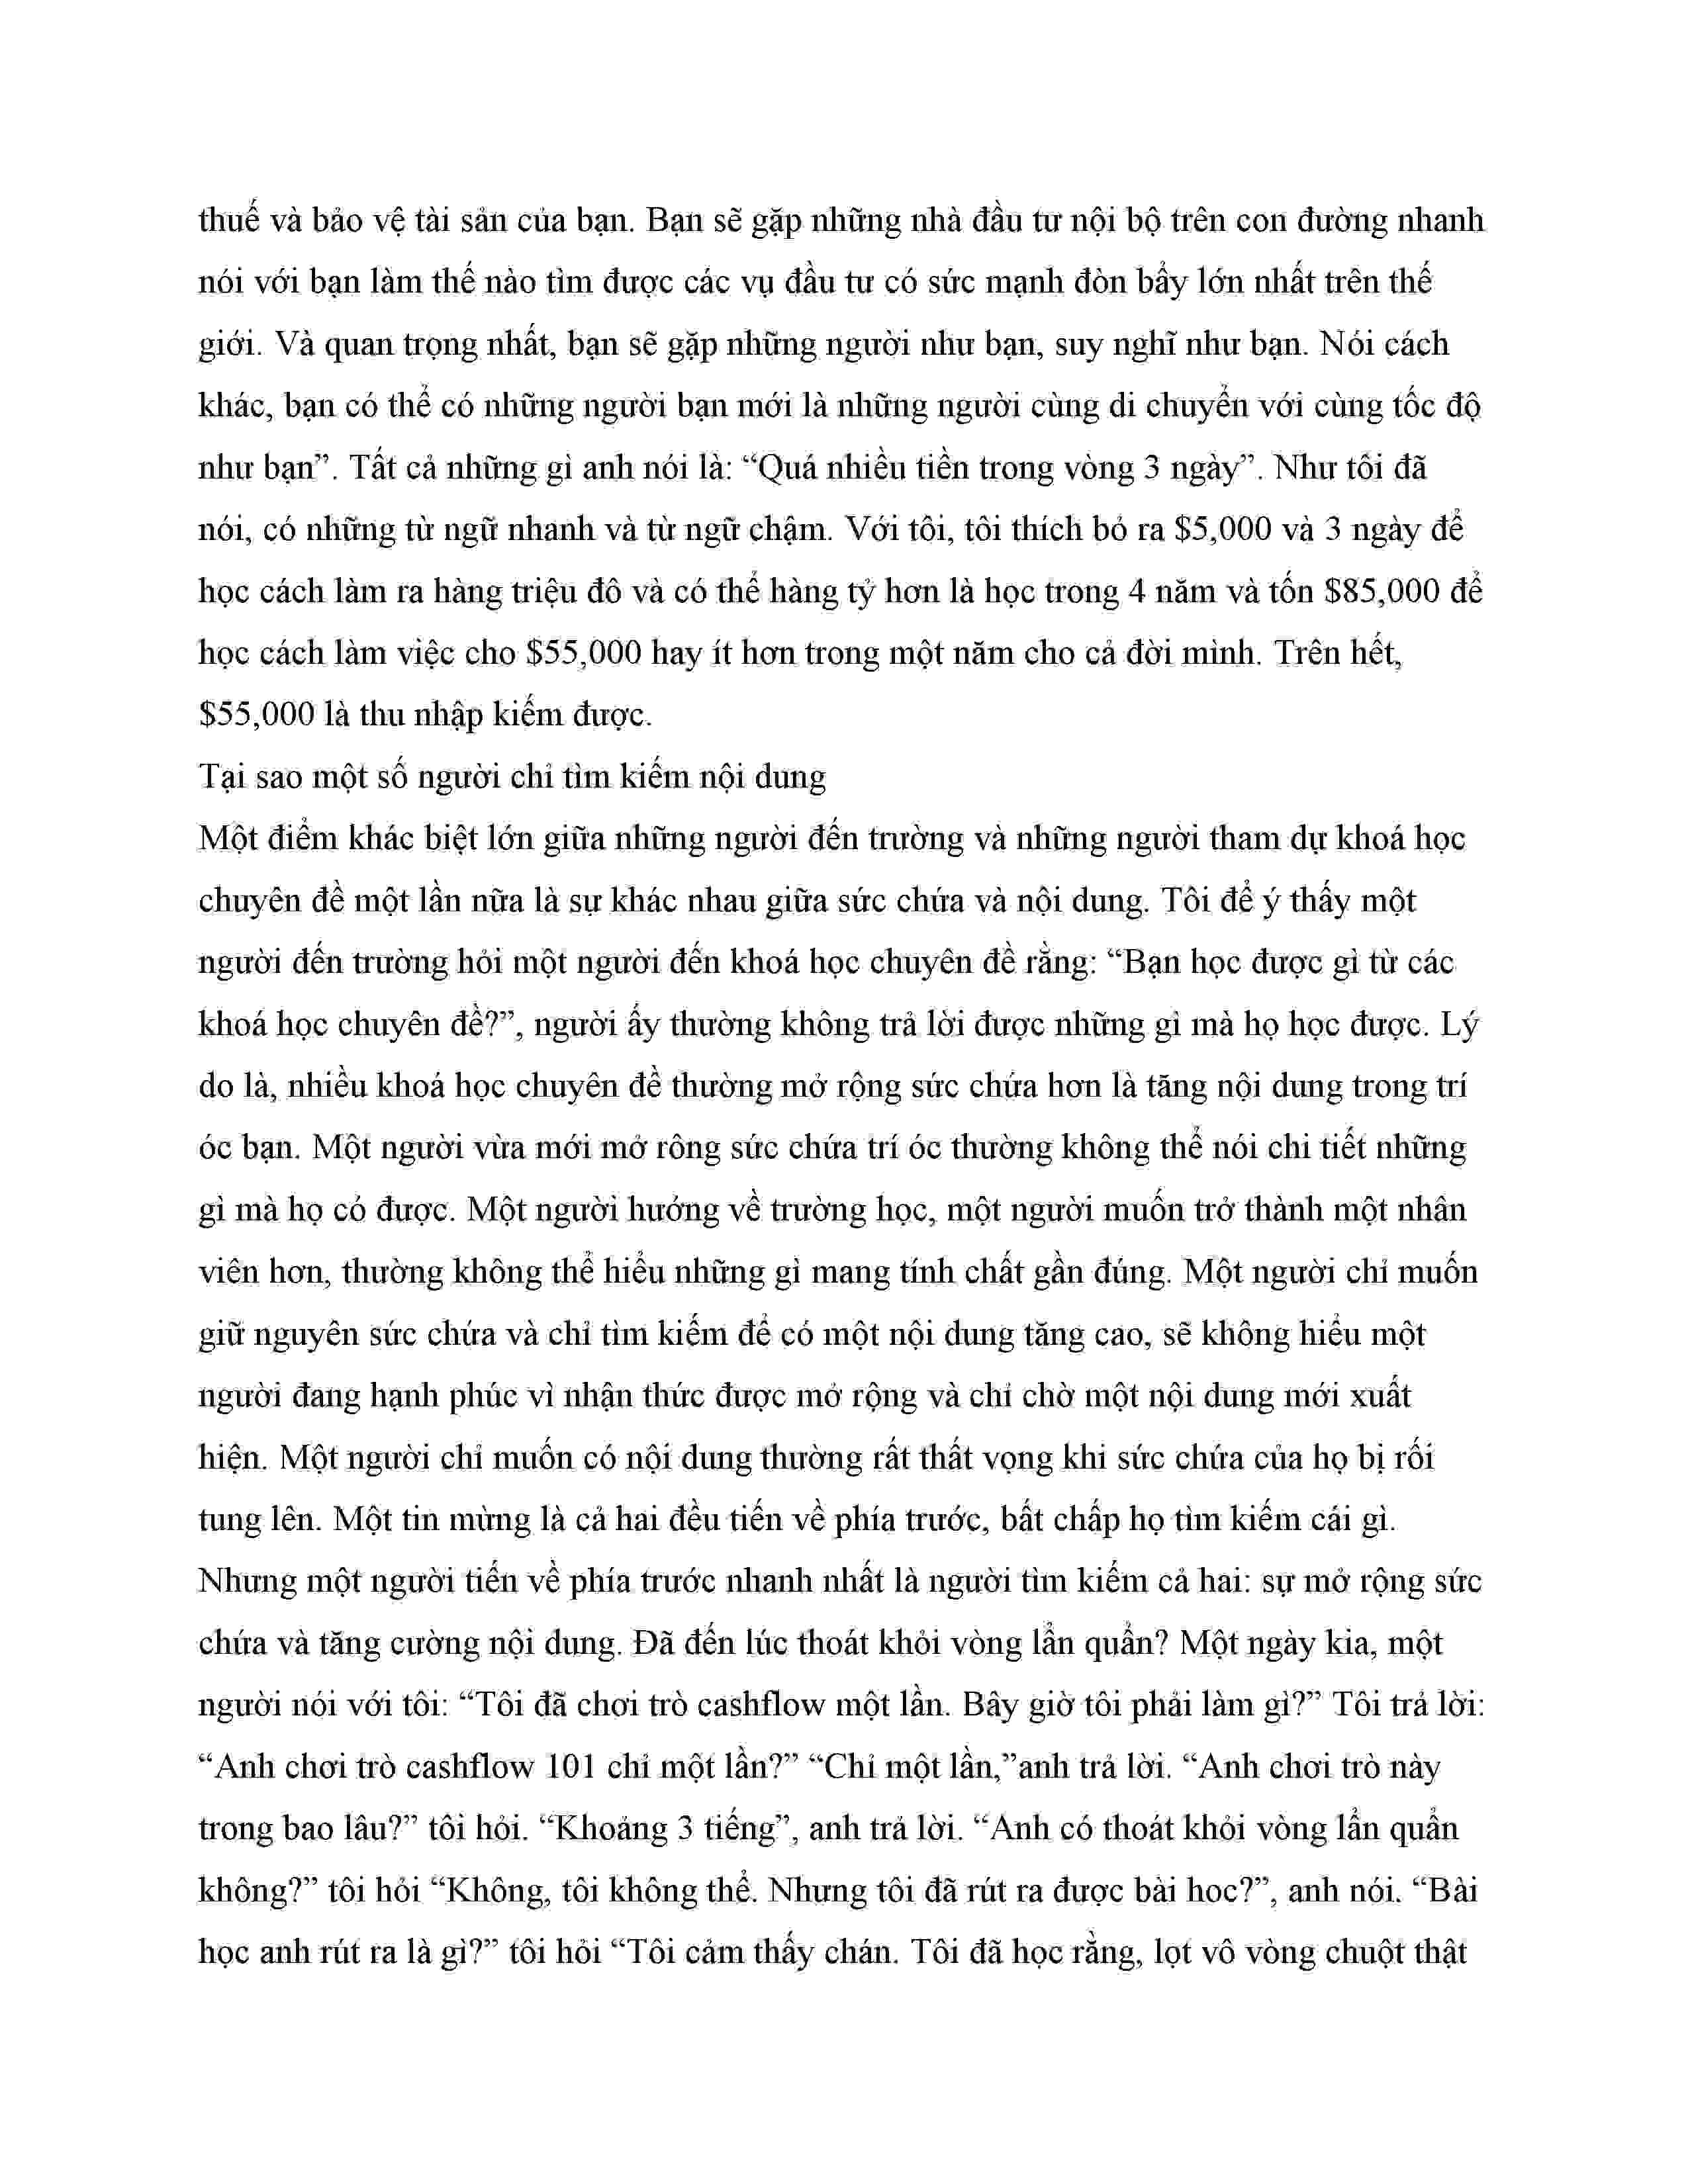 thuế và bảo vệ tài sản của bạn. Bạn sẽ gặp những nhà đầu tư nội bộ trên con đường nhanh
nói với bạn làm thế nào tìm được các vụ đầu tư có sức mạnh đòn bẩy lớn nhất trên thế
giới. Và quan trọng nhất, bạn sẽ gặp những người như bạn, suy nghĩ như bạn. Nói cách
khác, bạn có thể có những người bạn mới là những người cùng di chuyển với cùng tốc độ
như bạn”. Tất cả những gì anh nói là: “Quá nhiều tiền trong vòng 3 ngày”. Như tôi đã
nói, có những từ ngữ nhanh và từ ngữ chậm. Với tôi, tôi thích bỏ ra $5,000 và 3 ngày để
học cách làm ra hàng triệu đô và có thể hàng tỷ hơn là học trong 4 năm và tốn $85,000 để
học cách làm việc cho $55,000 hay ít hơn trong một năm cho cả đời mình. Trên hết,
$55,000 là thu nhập kiếm được.
Tại sao một số người chỉ tìm kiếm nội dung
Một điểm khác biệt lớn giữa những người đến trường và những người tham dự khoá học
chuyên đề một lần nữa là sự khác nhau giữa sức chứa và nội dung. Tôi để ý thấy một
người đến trường hỏi một người đến khoá học chuyên đề rằng: “Bạn học được gì từ các
khoá học chuyên đề?”, người ấy thường không trả lời được những gì mà họ học được. Lý
do là, nhiều khoá học chuyên đề thường mở rộng sức chứa hơn là tăng nội dung trong trí
óc bạn. Một người vừa mới mở rông sức chứa trí óc thường không thể nói chi tiết những
gì mà họ có được. Một người hướng về trường học, một người muốn trở thành một nhân
viên hơn, thường không thể hiểu những gì mang tính chất gần đúng. Một người chỉ muốn
giữ nguyên sức chứa và chỉ tìm kiếm để có một nội dung tăng cao, sẽ không hiểu một
người đang hạnh phúc vì nhận thức được mở rộng và chỉ chờ một nội dung mới xuất
hiện. Một người chỉ muốn có nội dung thường rất thất vọng khi sức chứa của họ bị rối
tung lên. Một tin mừng là cả hai đều tiến về phía trước, bất chấp họ tìm kiếm cái gì.
Nhưng một người tiến về phía trước nhanh nhất là người tìm kiếm cả hai: sự mở rộng sức
chứa và tăng cường nội dung. Đã đến lúc thoát khỏi vòng lẩn quẩn? Một ngày kia, một
người nói với tôi: “Tôi đã chơi trò cashflow một lần. Bây giờ tôi phải làm gì?” Tôi trả lời:
“Anh chơi trò cashflow 101 chỉ một lần?” “Chỉ một lần,”anh trả lời. “Anh chơi trò này
trong bao lâu?” tôi hỏi. “Khoảng 3 tiếng”, anh trả lời. “Anh có thoát khỏi vòng lẩn quẩn
không?” tôi hỏi “Không, tôi không thể. Nhưng tôi đã rút ra được bài hoc?”, anh nói. “Bài
học anh rút ra là gì?” tôi hỏi “Tôi cảm thấy chán. Tôi đã học rằng, lọt vô vòng chuột thật